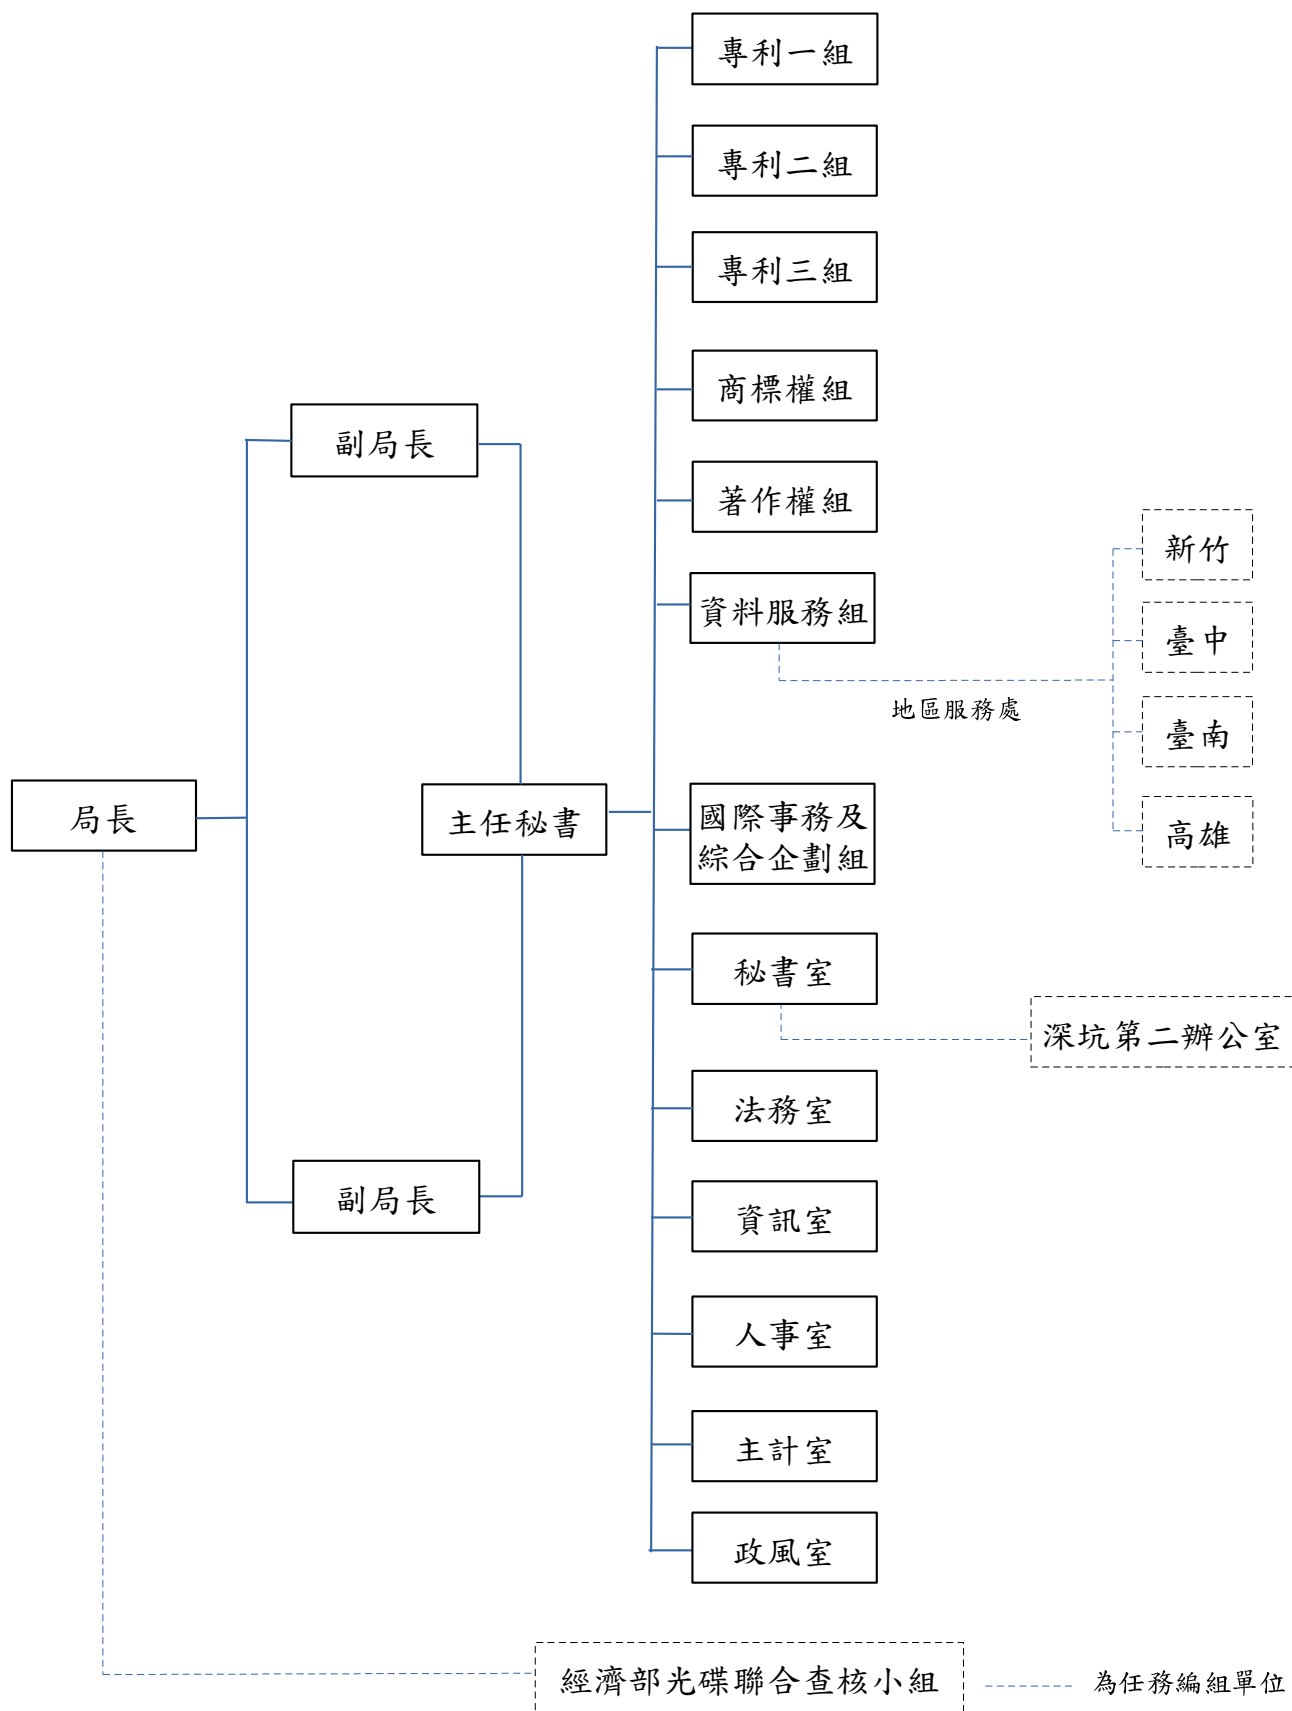 專利一組
專利二組
專利三組
商標權組
副局長
著作權組
新竹
資料服務組
臺中
地區服務處
臺南
局長
主任秘書
國際事務及
綜合企劃組
高雄
秘書室
深坑第二辦公室
法務室
副局長
資訊室
人事室
主計室
政風室
經濟部光碟聯合查核小組
為任務編組單位